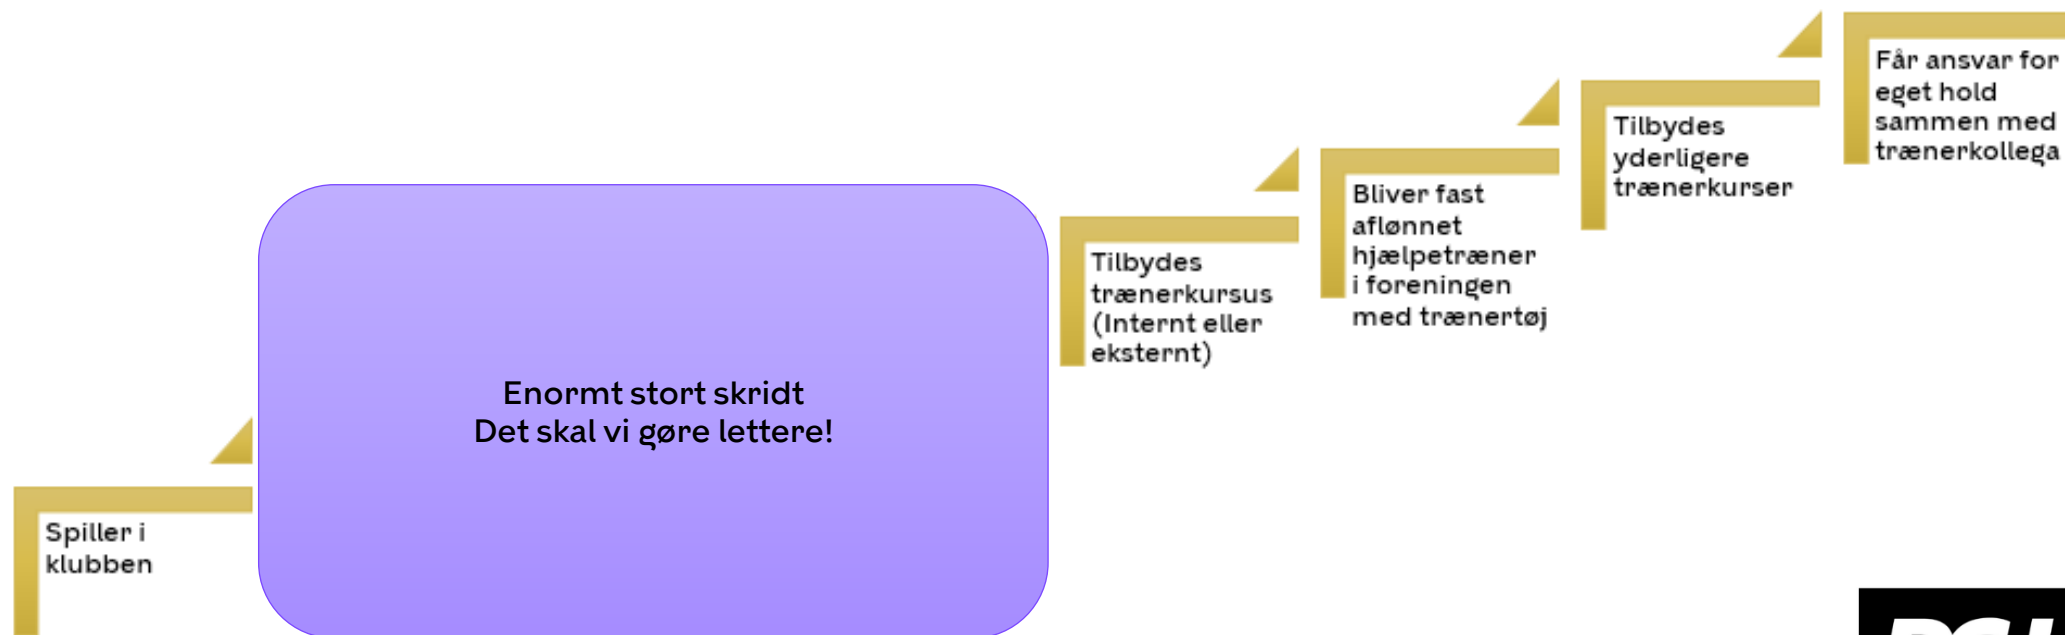 Spiller i
klubben
Enormt stort skridt
Det skal vi gøre lettere!
Tilbydes
trænerkursus
(Internt eller
eksternt)
Bliver fast
aflønnet
hjælpetræner
i foreningen
med trænertøj
Tilbydes
yderligere
trænerkurser
Får ansvar for
eget hold
sammen med
trænerkollega